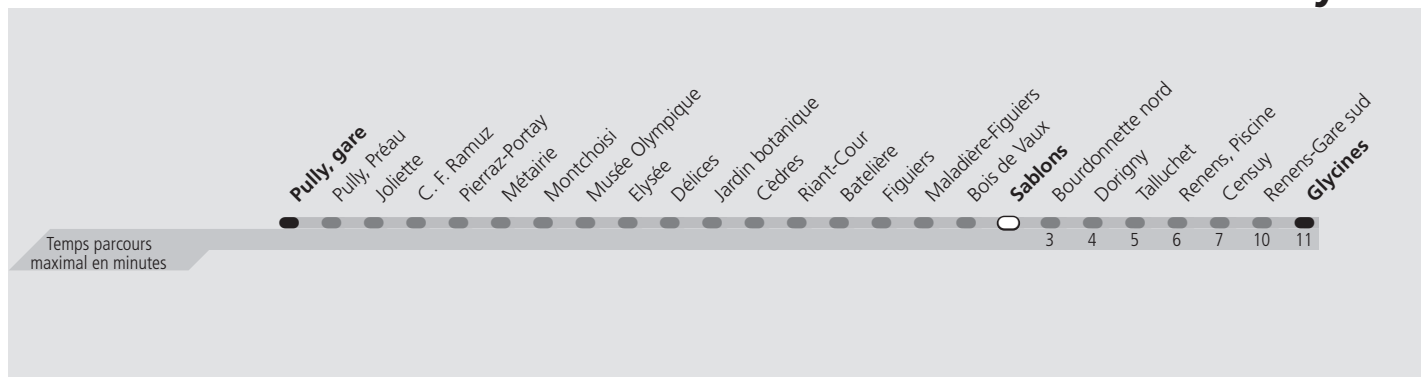 Pully, gare
Pully, Préau
Joliette
C. F. Ramuz
Pierraz-Portay
Métairie
Montchoisi
Musée Olympique
Elysée
Délices
Jardin botanique
Cèdres
Riant-Cour
Batelière
Figuiers
Maladière-Figuiers
Bois de Vaux
Sablons
Bourdonnette nord
Dorigny
Talluchet
Renens, Piscine
Censuy
Renens-Gare sud
Glycines
Temps parcours
maximal en minutes
3 4 5 6 7 10 11